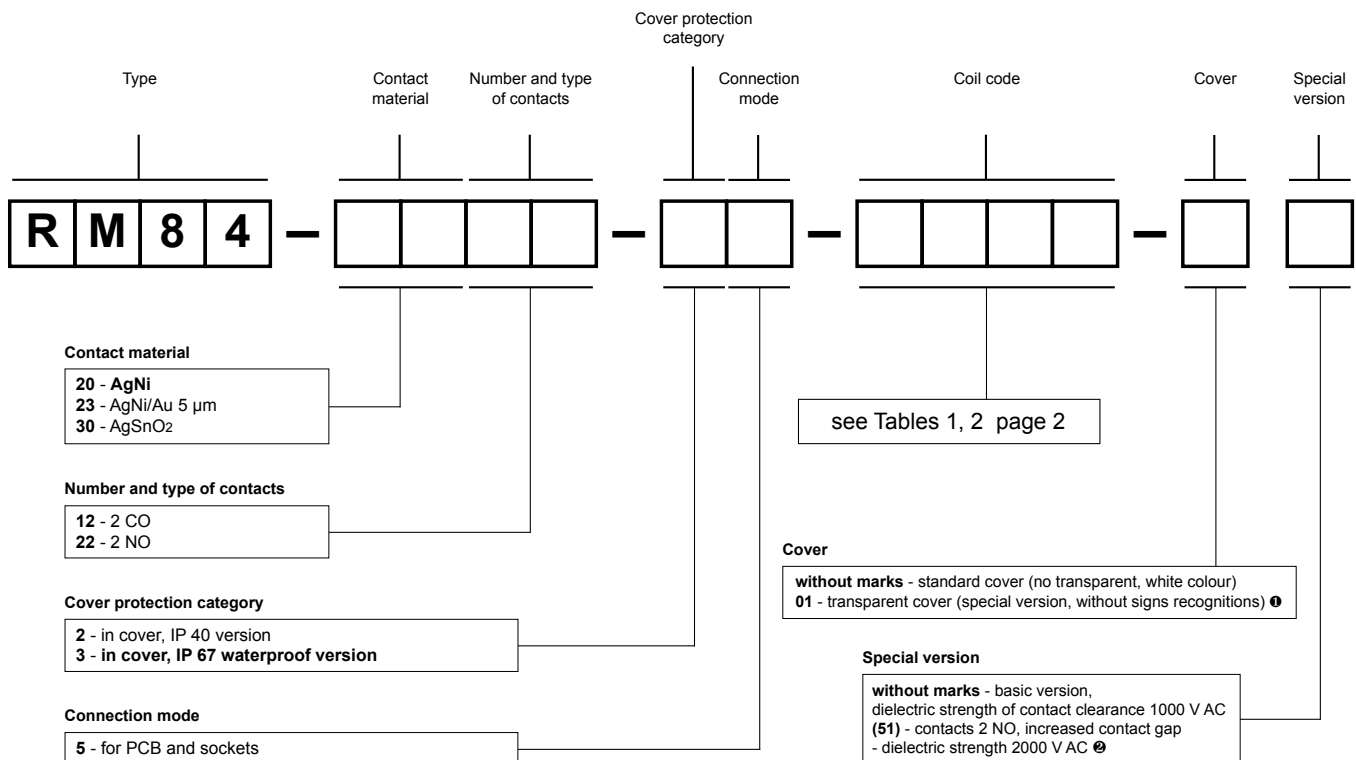 Cover protection
category
Type
Contact
material
Number and type
of contacts
Connection
mode
Coil code
Cover
Special
version
R M 8 4 – – – –
Contact material
20 - AgNi
23 - AgNi/Au 5 µm
30 - AgSnO2
see Tables 1, 2 page 2
Number and type of contacts
12 - 2 CO
22 - 2 NO
Cover
without marks - standard cover (no transparent, white colour)
01 - transparent cover (special version, without signs recognitions) ❶
Cover protection category
2 - in cover, IP 40 version
3 - in cover, IP 67 waterproof version
Special version
without marks - basic version,
dielectric strength of contact clearance 1000 V AC
(51) - contacts 2 NO, increased contact gap
- dielectric strength 2000 V AC ❷
Connection mode
5 - for PCB and sockets